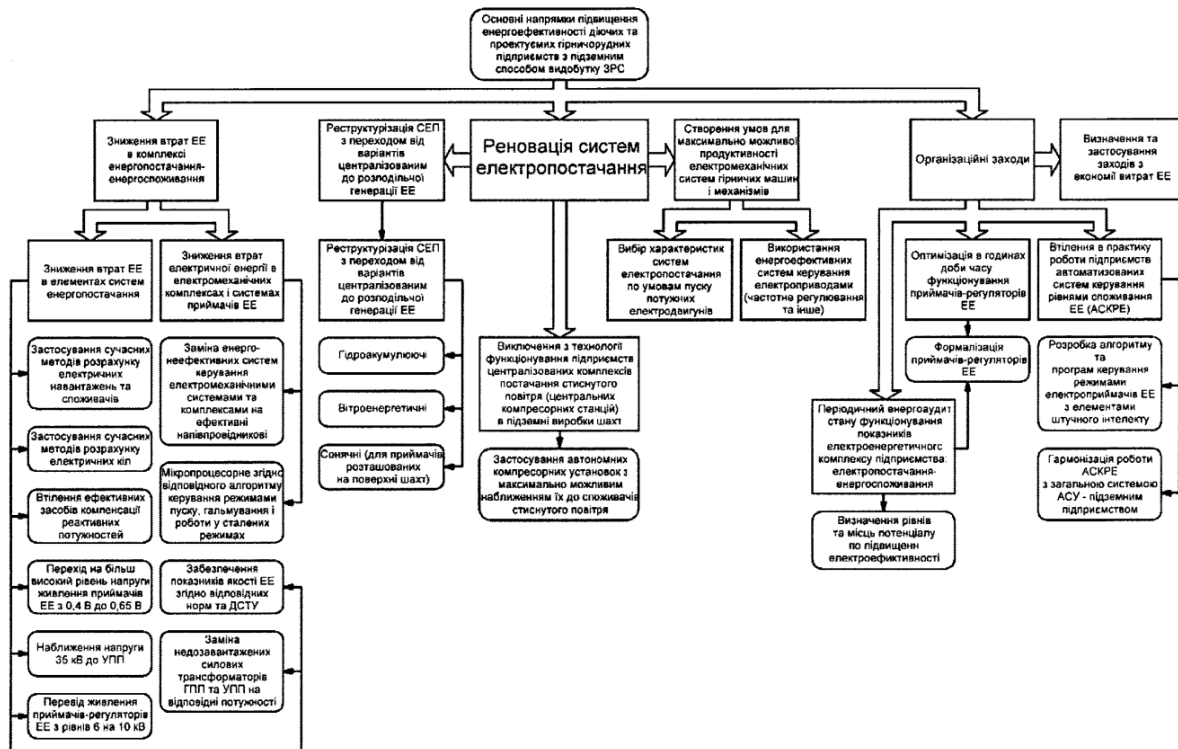 Основні напрямки підвищення
енергоефективності діючих та
проектуємих гірничорудних
підприємств з підземним
способом видобутку ЗРС
Зниження втрат ЕЕ
в комплексі
енергопостачання-
енергоспоживання
Реструктурізація СЕП
з переходом від
варіантів
централізованим
до розподільчої
генерації ЕЕ
Реновація систем
електропостачання
Створення умов для
максимально можливої
продуктивності
електромеханічних
систем гірничих машин
і механізмів
Організаційні заходи
Визначення та
застосування
заходів з
економії витрат ЕЕ
Зниження втрат ЕЕ
в елементах систем
енергопостачання
Зниження втрат
електричної енергії в
електромеханічних
комплексах і системах
приймачів ЕЕ
Реструктурізація СЕП
з переходом від
варіантів
централізованим
до розподільчої
генерації ЕЕ
Вибір характеристик
систем
електропостачання
по умовам пуску
потужних
електродвигунів
Використання
енергоефективних
систем керування
електроприводами
(частотне регулювання
та інше)
Оптимізація в годинах
доби часу
функціонування
приймачів-регуляторів
ЕЕ
Втілення в практику
роботи підприємств
автоматизованих
систем керування
рівнями споживання
ЕЕ (АСКРЕ)
Застосування сучасних
методів розрахунку
електричних
навантажень та
споживачів
Заміна енерго-
неефективних систем
керування
електромеханічними
системами та
комплексами на
ефективні
напівпровідникові
Гідроакумулюючі
Виключення з технології
функціонування підприємств
централізованих комплексів
постачання стиснутого
повітря (центральних
компресорних станцій)
в підземні виробки шахт
Формалізація
приймачів-регуляторів
ЕЕ
Розробка алгоритму
та
програм керування
режимами
електроприймачів ЕЕ
з елементами
штучного інтелекту
Застосування сучасних
методів розрахунку
електричних кіл
Вітроенергетичні
Періодичний енергоаудит
стану функціонування
показників
електроенергетичного
комплексу підприємства:
електропостачання-
енергоспоживання
Втілення ефективних
засобів компенсації
реактивних
потужностей
Мікропроцесорне згідно
відповідного алгоритму
керування режимами
пуску, гальмування і
роботи у сталених
режимах
Сонячні (для приймачів
розташованих
на поверхні шахт)
Застосування автономних
компресорних установок з
максимально можливим
наближенням їх до споживачів
стиснутого повітря
Гармонізація роботи
АСКРЕ
з загальною системою
АСУ - підземним
підприємством
Визначення рівнів
та місць потенціалу
по підвищенн
електроефиктивності
Перехід на більш
високий рівень напруги
живлення приймачів
ЕЕ з 0,4 В до 0,65 В
Забезпечення
показників якості ЕЕ
згідно відповідних
норм та ДСТУ
Наближення напруги
35 кВ до УПП
Заміна
недозавантажених
силових
трансформаторів
ГПП та УПП на
відповідні потужності
Перевід живлення
приймачів-регуляторів
ЕЕ з рівнів 6 на 10 кВ